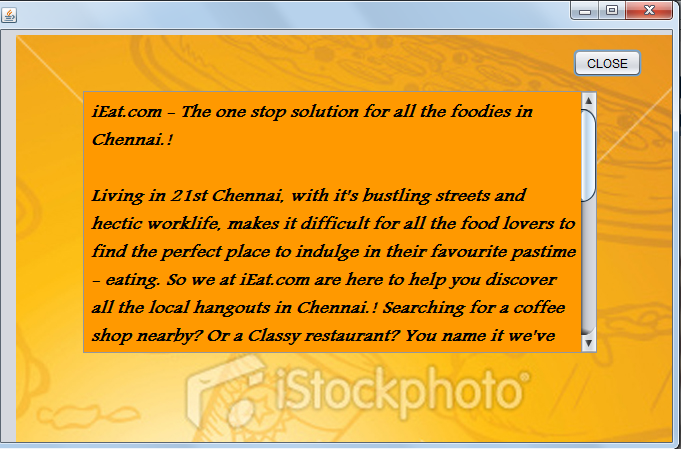 CLOSE
iEat.com - The one stop solution for all the foodies in
Chennai.!
Living in 21st Chennai, with it's bustling streets and
hectic worklife, makes it difficult for all the food lovers to
find the perfect place to indulge in their favourite pastime
- eating. So we at iEat.com are here to help you discover
all the local hangouts in Chennai.! Searching for a coffee
shop nearby? Or a Classy restaurant? You name it we've
iStockphoto®